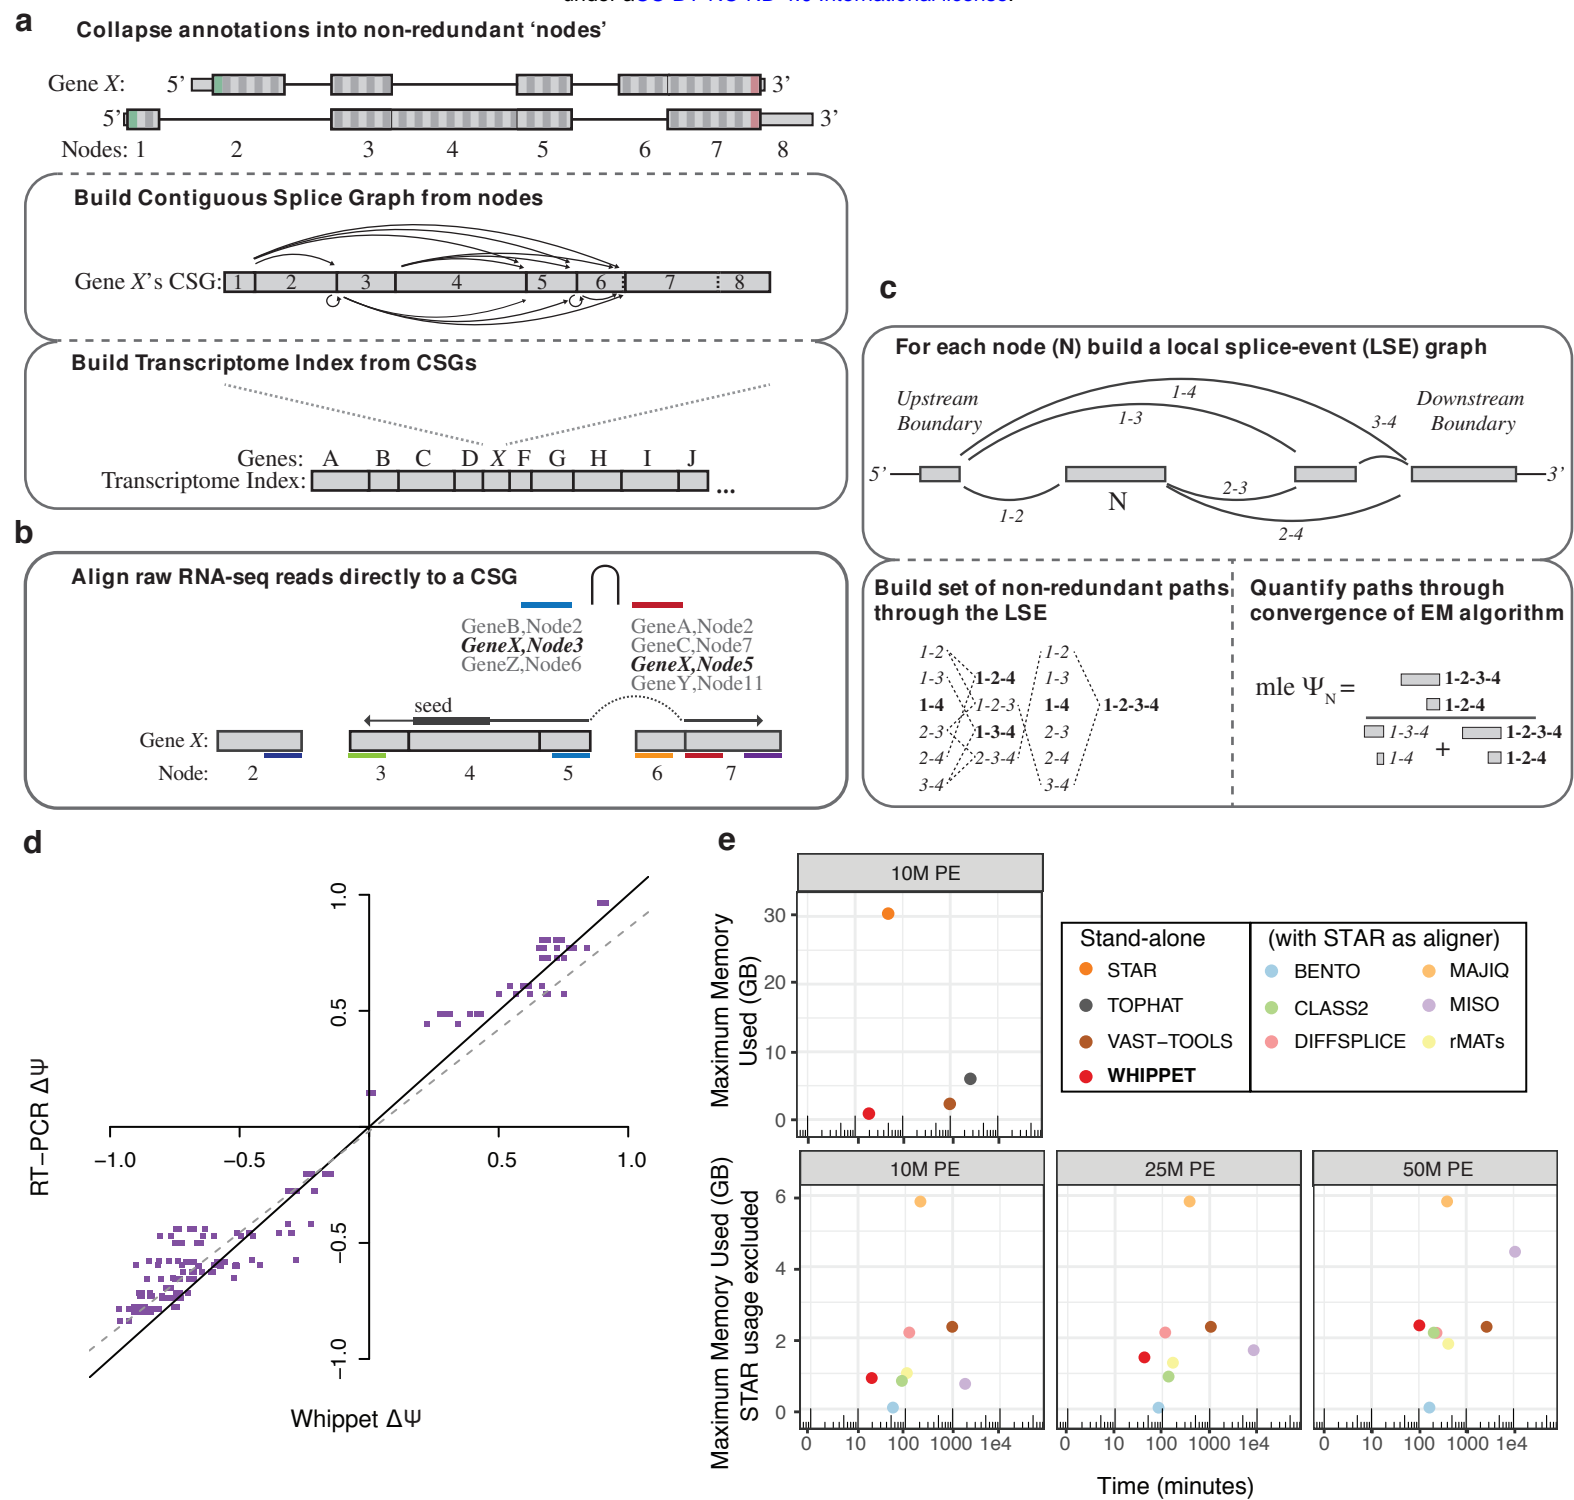 a
Collapse annotations into non-redundant ‘nodes’
Gene X: 5’ 3’
5’ 3’
Nodes: 1 2 3 4 5 6 7 8
Build Contiguous Splice Graph from nodes
Gene X’s CSG: 1 2 3 4 5 6 7 8
Build Transcriptome Index from CSGs
Genes: A B C D X F G H I J
Transcriptome Index: ...
b
Align raw RNA-seq reads directly to a CSG
GeneB,Node2 GeneA,Node2
GeneX,Node3 GeneC,Node7
GeneZ,Node6 GeneX,Node5
GeneY,Node11
seed
Gene X:
Node: 2 3 4 5 6 7
c
For each node (N) build a local splice-event (LSE) graph
Upstream Boundary
Downstream Boundary
1-4
1-3
3-4
5’ 3’
N
1-2
2-3
2-4
Build set of non-redundant paths
through the LSE
1-2 1-2
1-3 1-2-4 1-3
1-4 1-2-3 1-4 1-2-3-4
2-3 1-3-4 2-3
2-4 2-3-4 2-4
3-4 3-4
Quantify paths through
convergence of EM algorithm
mle ΨN =
1-2-3-4
1-2-4
1-3-4 + 1-2-3-4
1-4 1-2-4
d
RT−PCR ΔΨ
1.0
0.5
−0.5
−1.0
−1.0 −0.5 0.5 1.0
Whippet ΔΨ
e
10M PE
Maximum Memory
Used (GB)
30
20
10
0
Stand-alone
STAR
TOPHAT
VAST−TOOLS
WHIPPET
(with STAR as aligner)
BENTO MAJIQ
CLASS2 MISO
DIFFSPLICE rMATs
10M PE 25M PE 50M PE
Maximum Memory Used (GB)
STAR usage excluded
6
4
2
0
0 10 100 1000 1e4 0 10 100 1000 1e4 0 10 100 1000 1e4
Time (minutes)